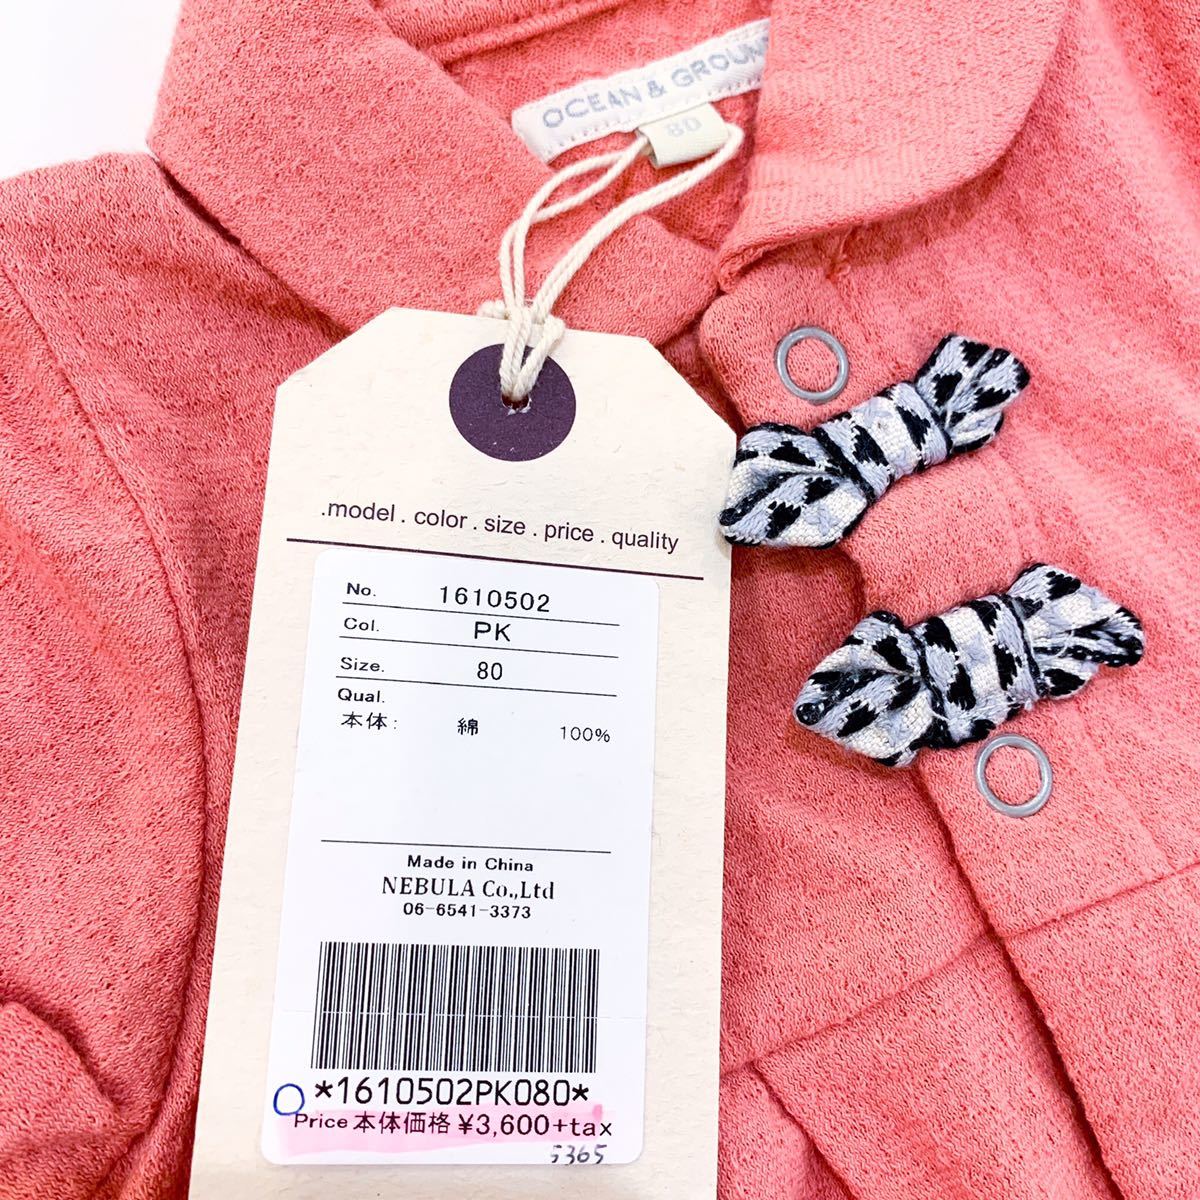 OCEAN & GROUN
80
.model . color . size . price . quality
No. 1610502
Col. PK
Size. 80
Qual.
本体: 綿 100%
Made in China
NEBULA Co.,Ltd
06-6541-3373
*1610502PK080*
Price 本体価格 ¥3,600+tax
5365